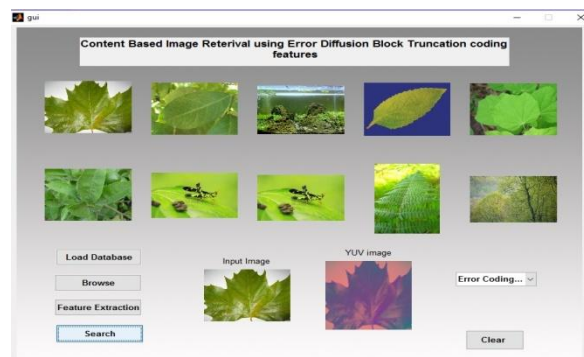 gui
Content Based Image Reterival using Error Diffusion Block Truncation coding
features
Load Database
Browse
Feature Extraction
Search
Input Image
YUV image
Error Coding...
Clear